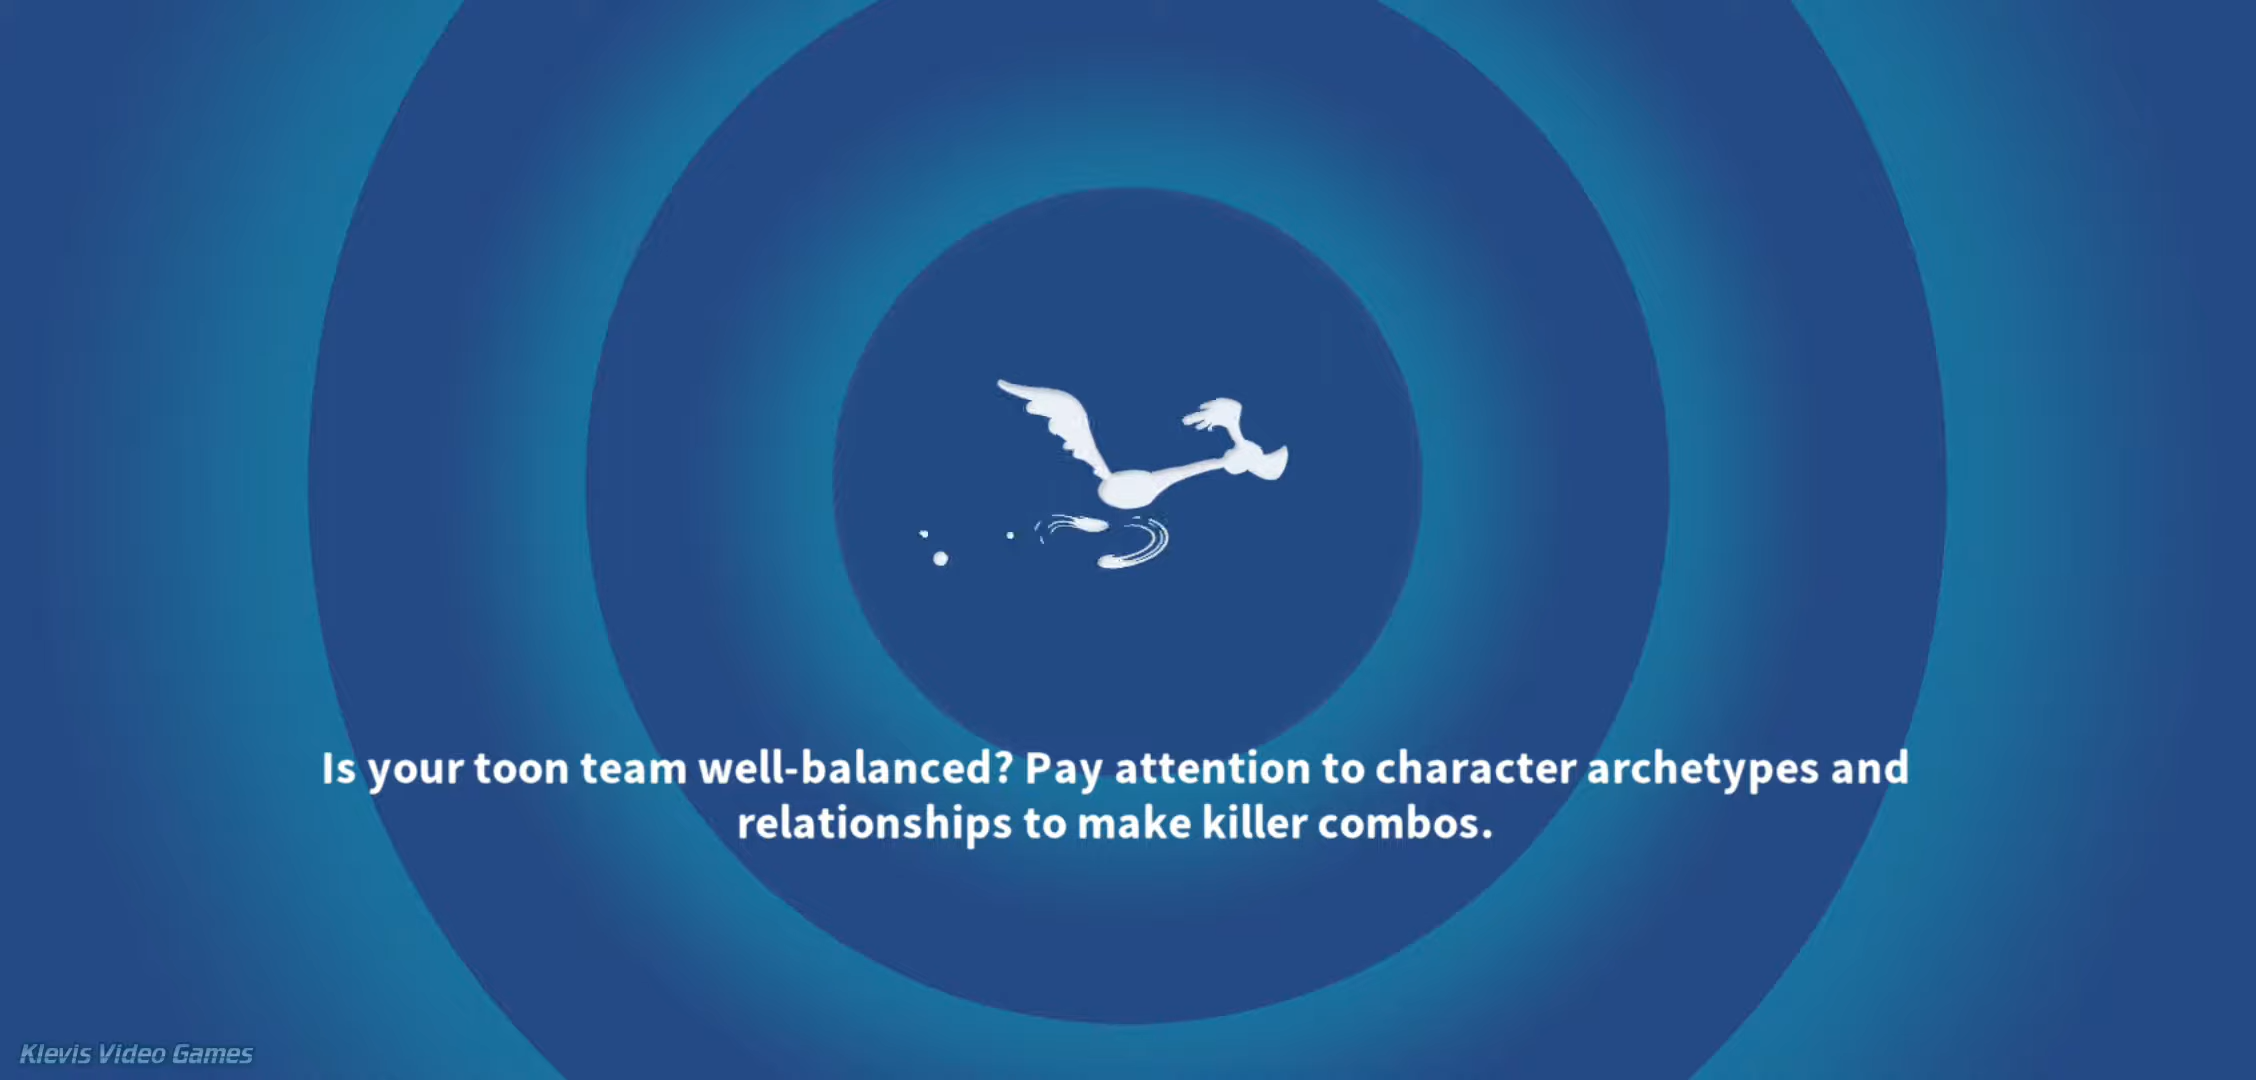 Is your toon team well-balanced? Pay attention to character archetypes and
relationships to make killer combos.
Klevis Video Games